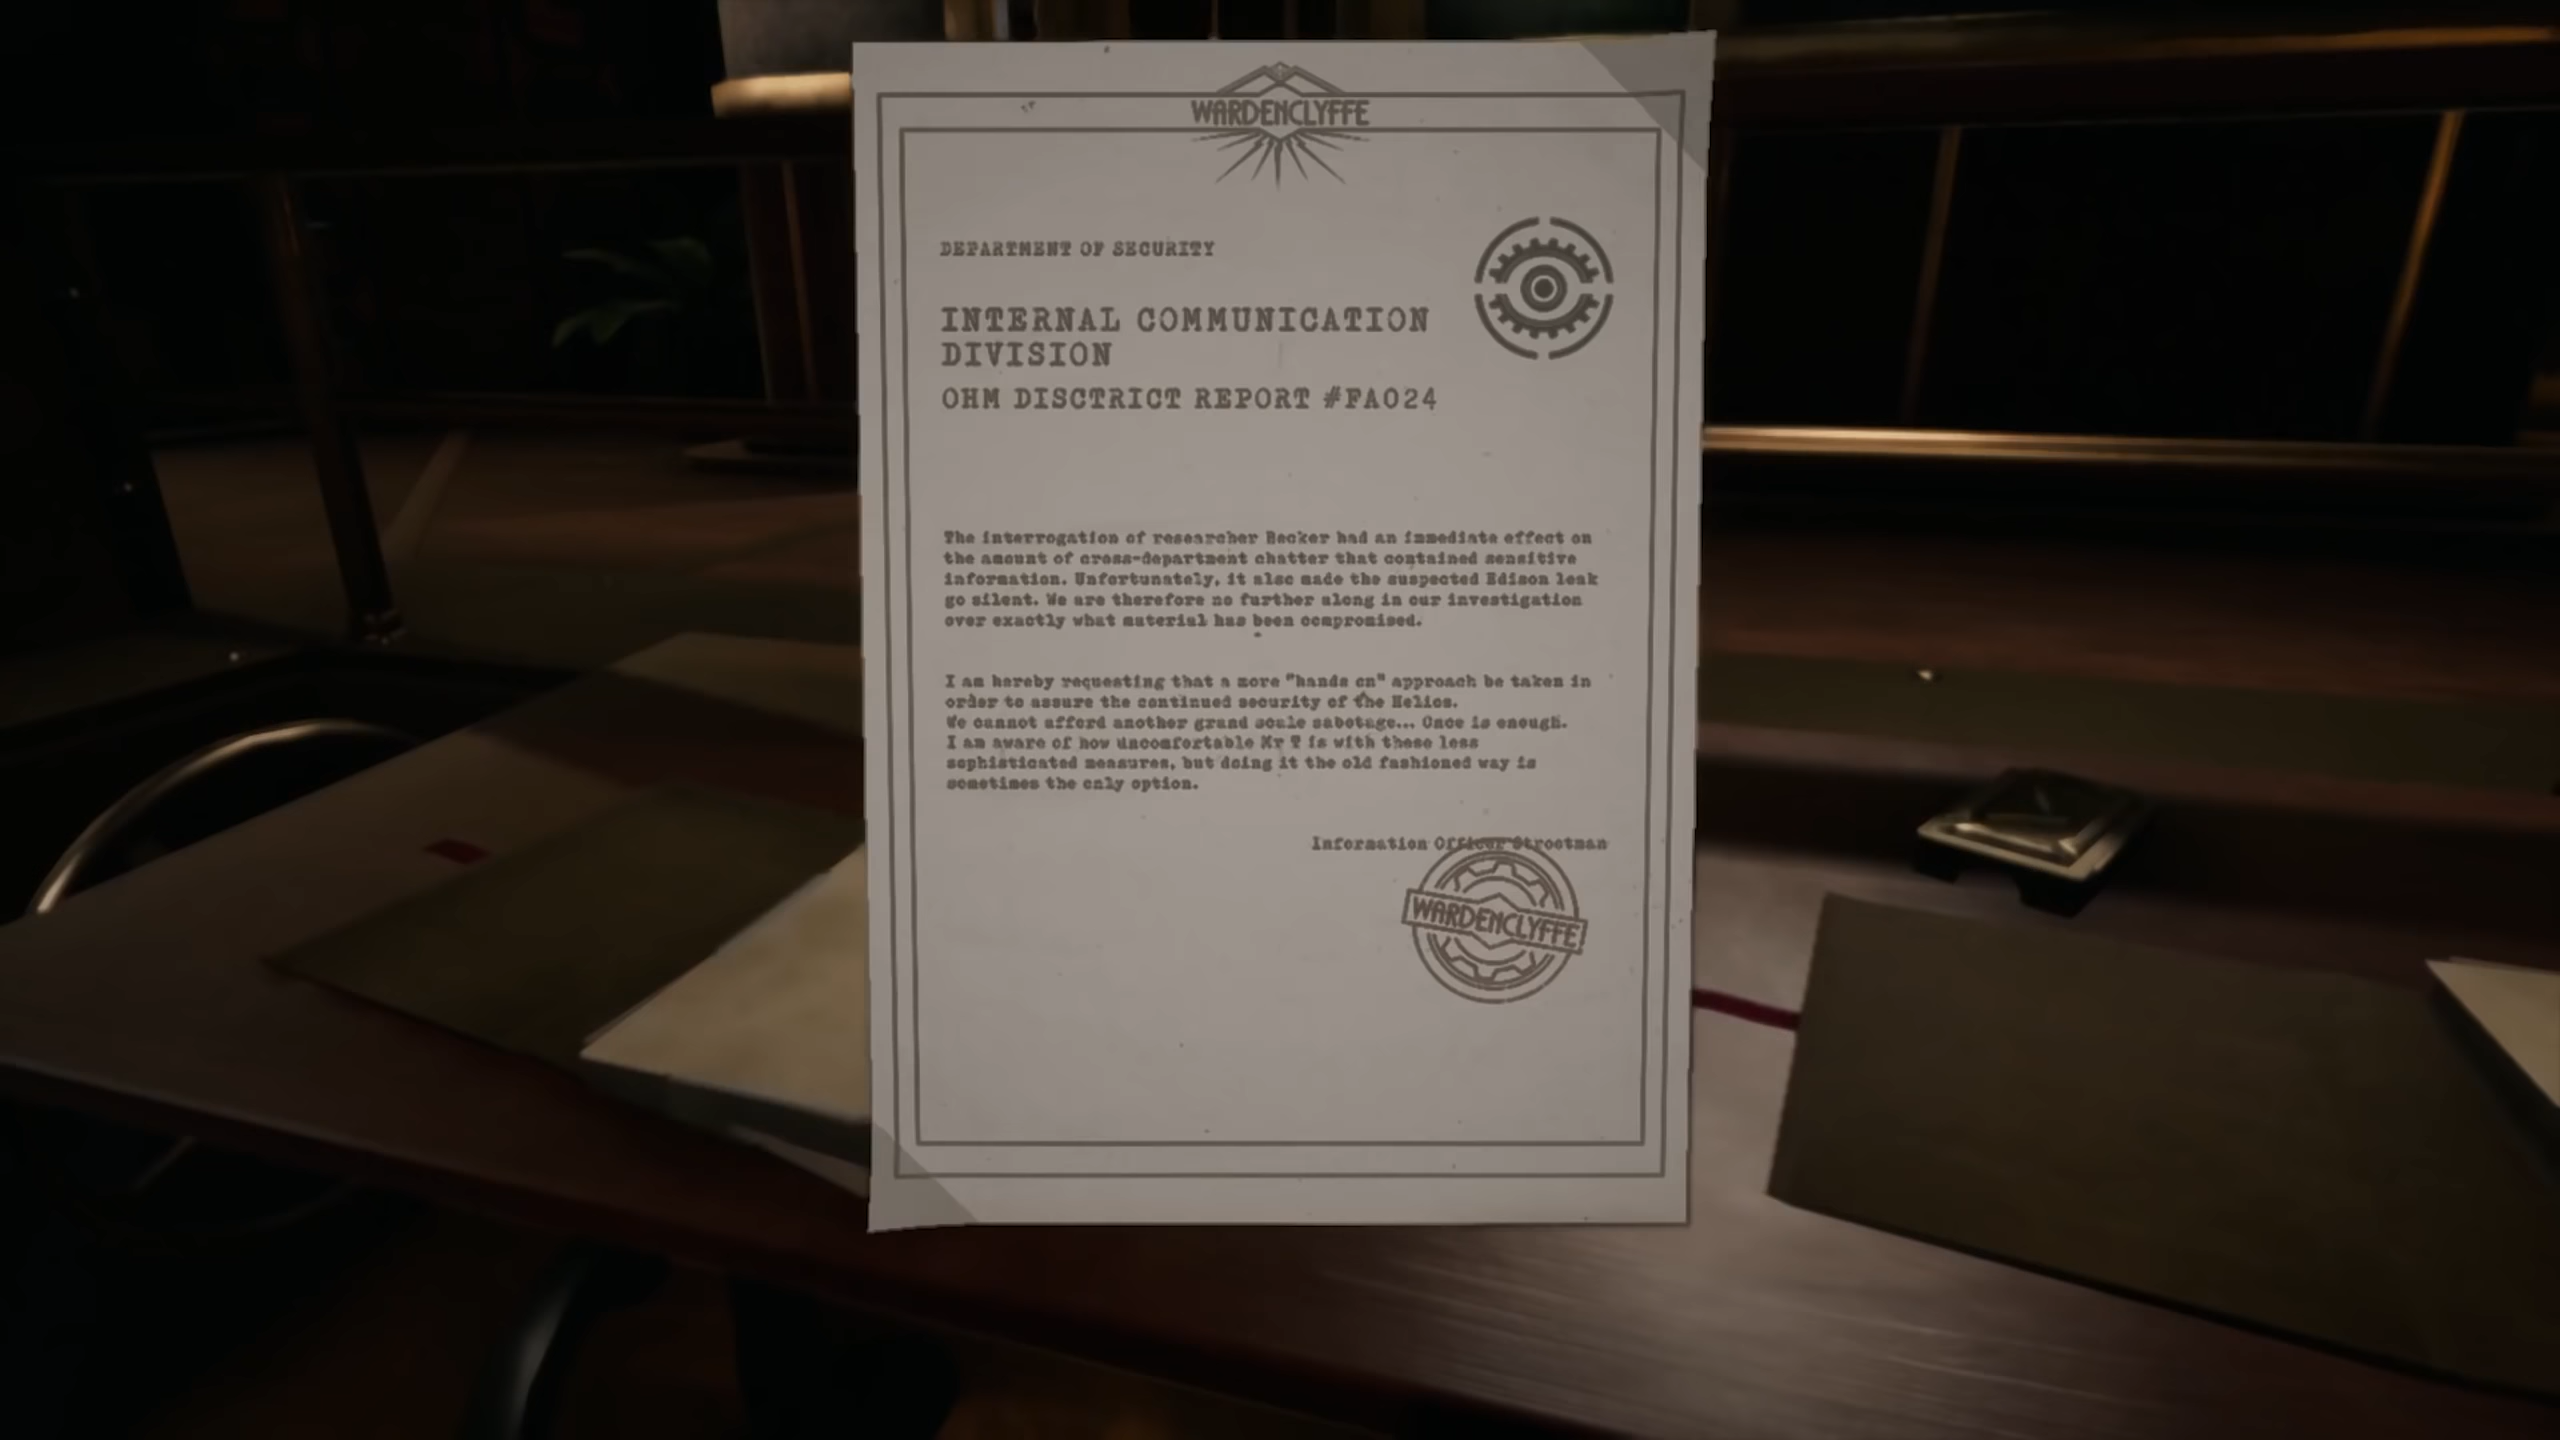 WARDENCLYFFE
DEPARTMENT OF SECURITY
INTERNAL COMMUNICATION
DIVISION
OHM DISCTRICT REPORT #FA024
The interrogation of researcher Becker had an immediate effect on
the amount of cross-department chatter that contained sensitive
information. Unfortunately, it also made the suspected Edison leak
go silent. We are therefore no further along in our investigation
over exactly what material has been compromised.
I am hereby requesting that a more "hands on" approach be taken in
order to assure the continued security of the Helios.
We cannot afford another grand scale sabotage... Once is enough.
I am aware of how uncomfortable Mr T is with these less
sophisticated measures, but doing it the old fashioned way is
sometimes the only option.
Information Officer Strootman
WARDENCLYFFE